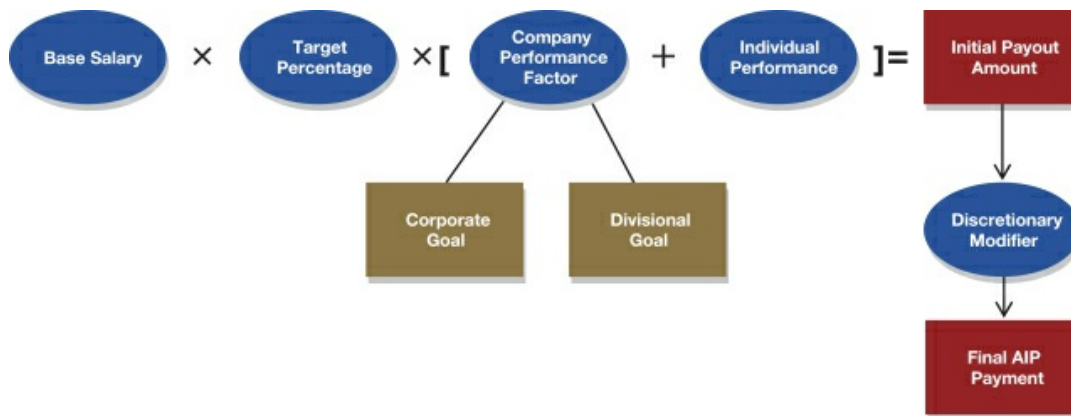 Base Salary
×
Target
Percentage
× [
Company
Performance
Factor
+
Individual
Performance
] =
Initial Payout
Amount
Corporate
Goal
Divisional
Goal
Discretionary
Modifier
Final AIP
Payment